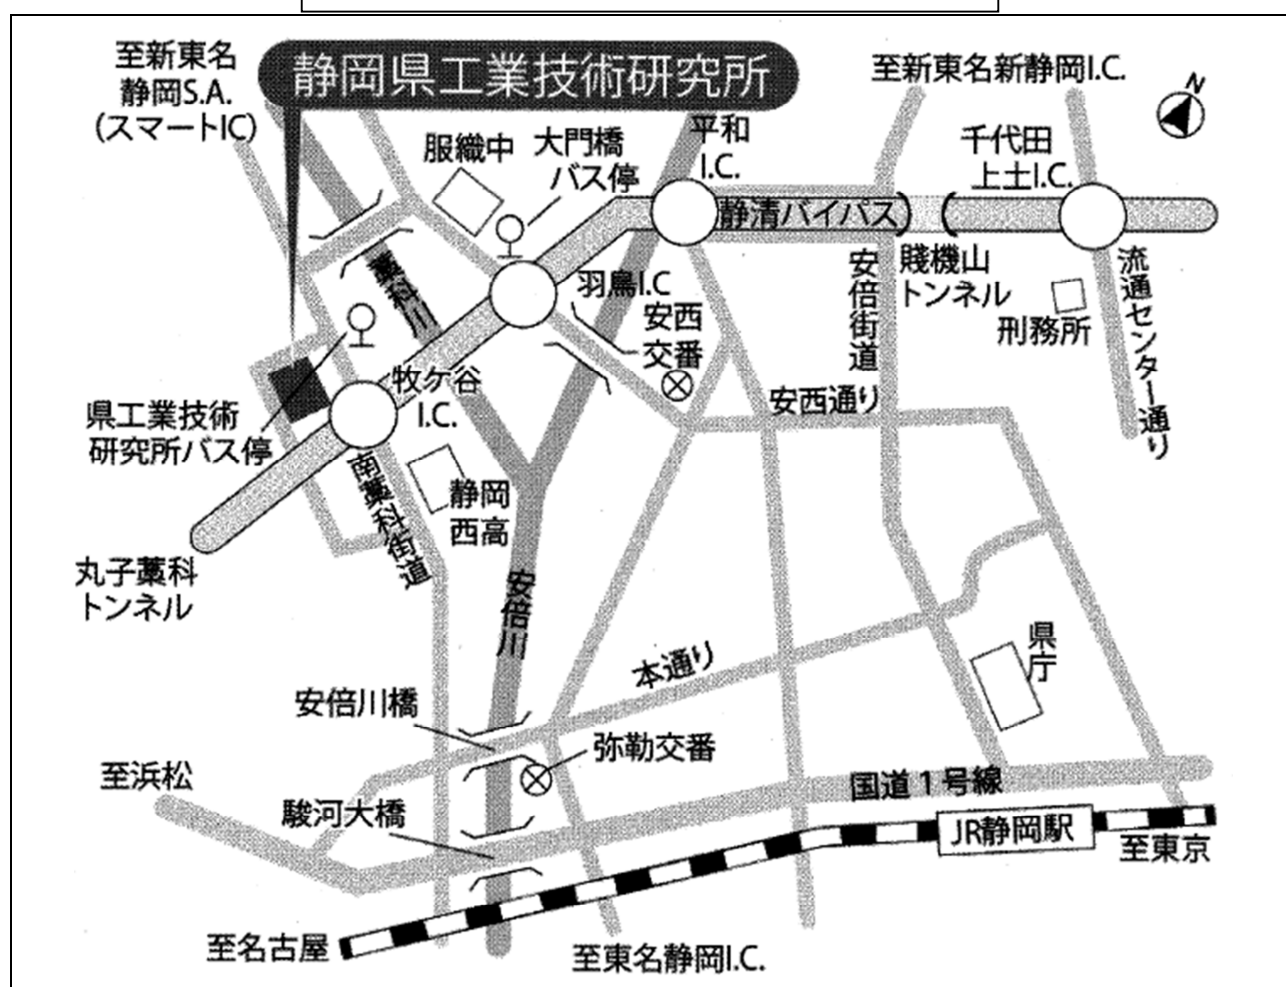 至新東名
静岡S.A.
(スマートIC)
静岡県工業技術研究所
至新東名新静岡I.C.
N
服織中
大門橋
バス停
平和
I.C.
千代田
上土I.C.
静清バイパス
藁科川
羽鳥I.C
安西
交番
安倍街道
賤機山
トンネル
刑務所
流通センター通り
牧ケ谷
I.C.
安西通り
県工業技術
研究所バス停
南藁科街道
静岡
西高
丸子藁科
トンネル
安倍川
本通り
県庁
安倍川橋
弥勒交番
至浜松
駿河大橋
国道1号線
JR静岡駅
至東京
至名古屋
至東名静岡I.C.